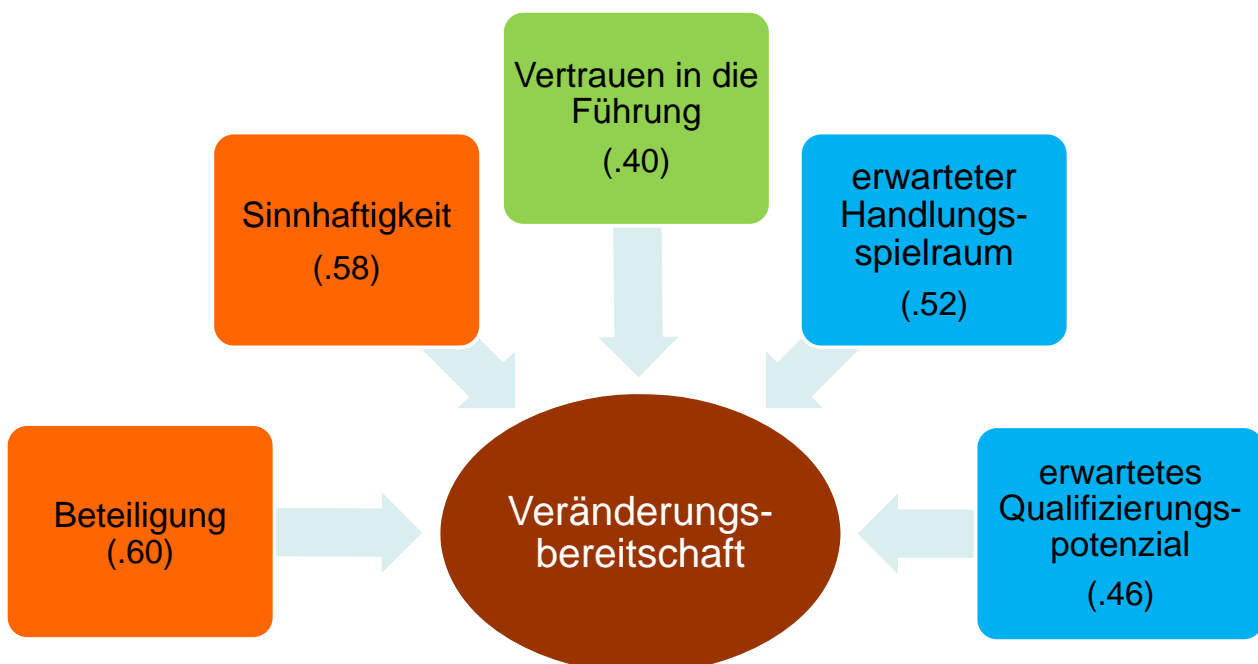 Vertrauen in die
Führung
(.40)
Sinnhaftigkeit
(.58)
erwarteter
Handlungs-
spielraum
(.52)
Beteiligung
(.60)
Veränderungs-
bereitschaft
erwartetes
Qualifizierungs-
potenzial
(.46)